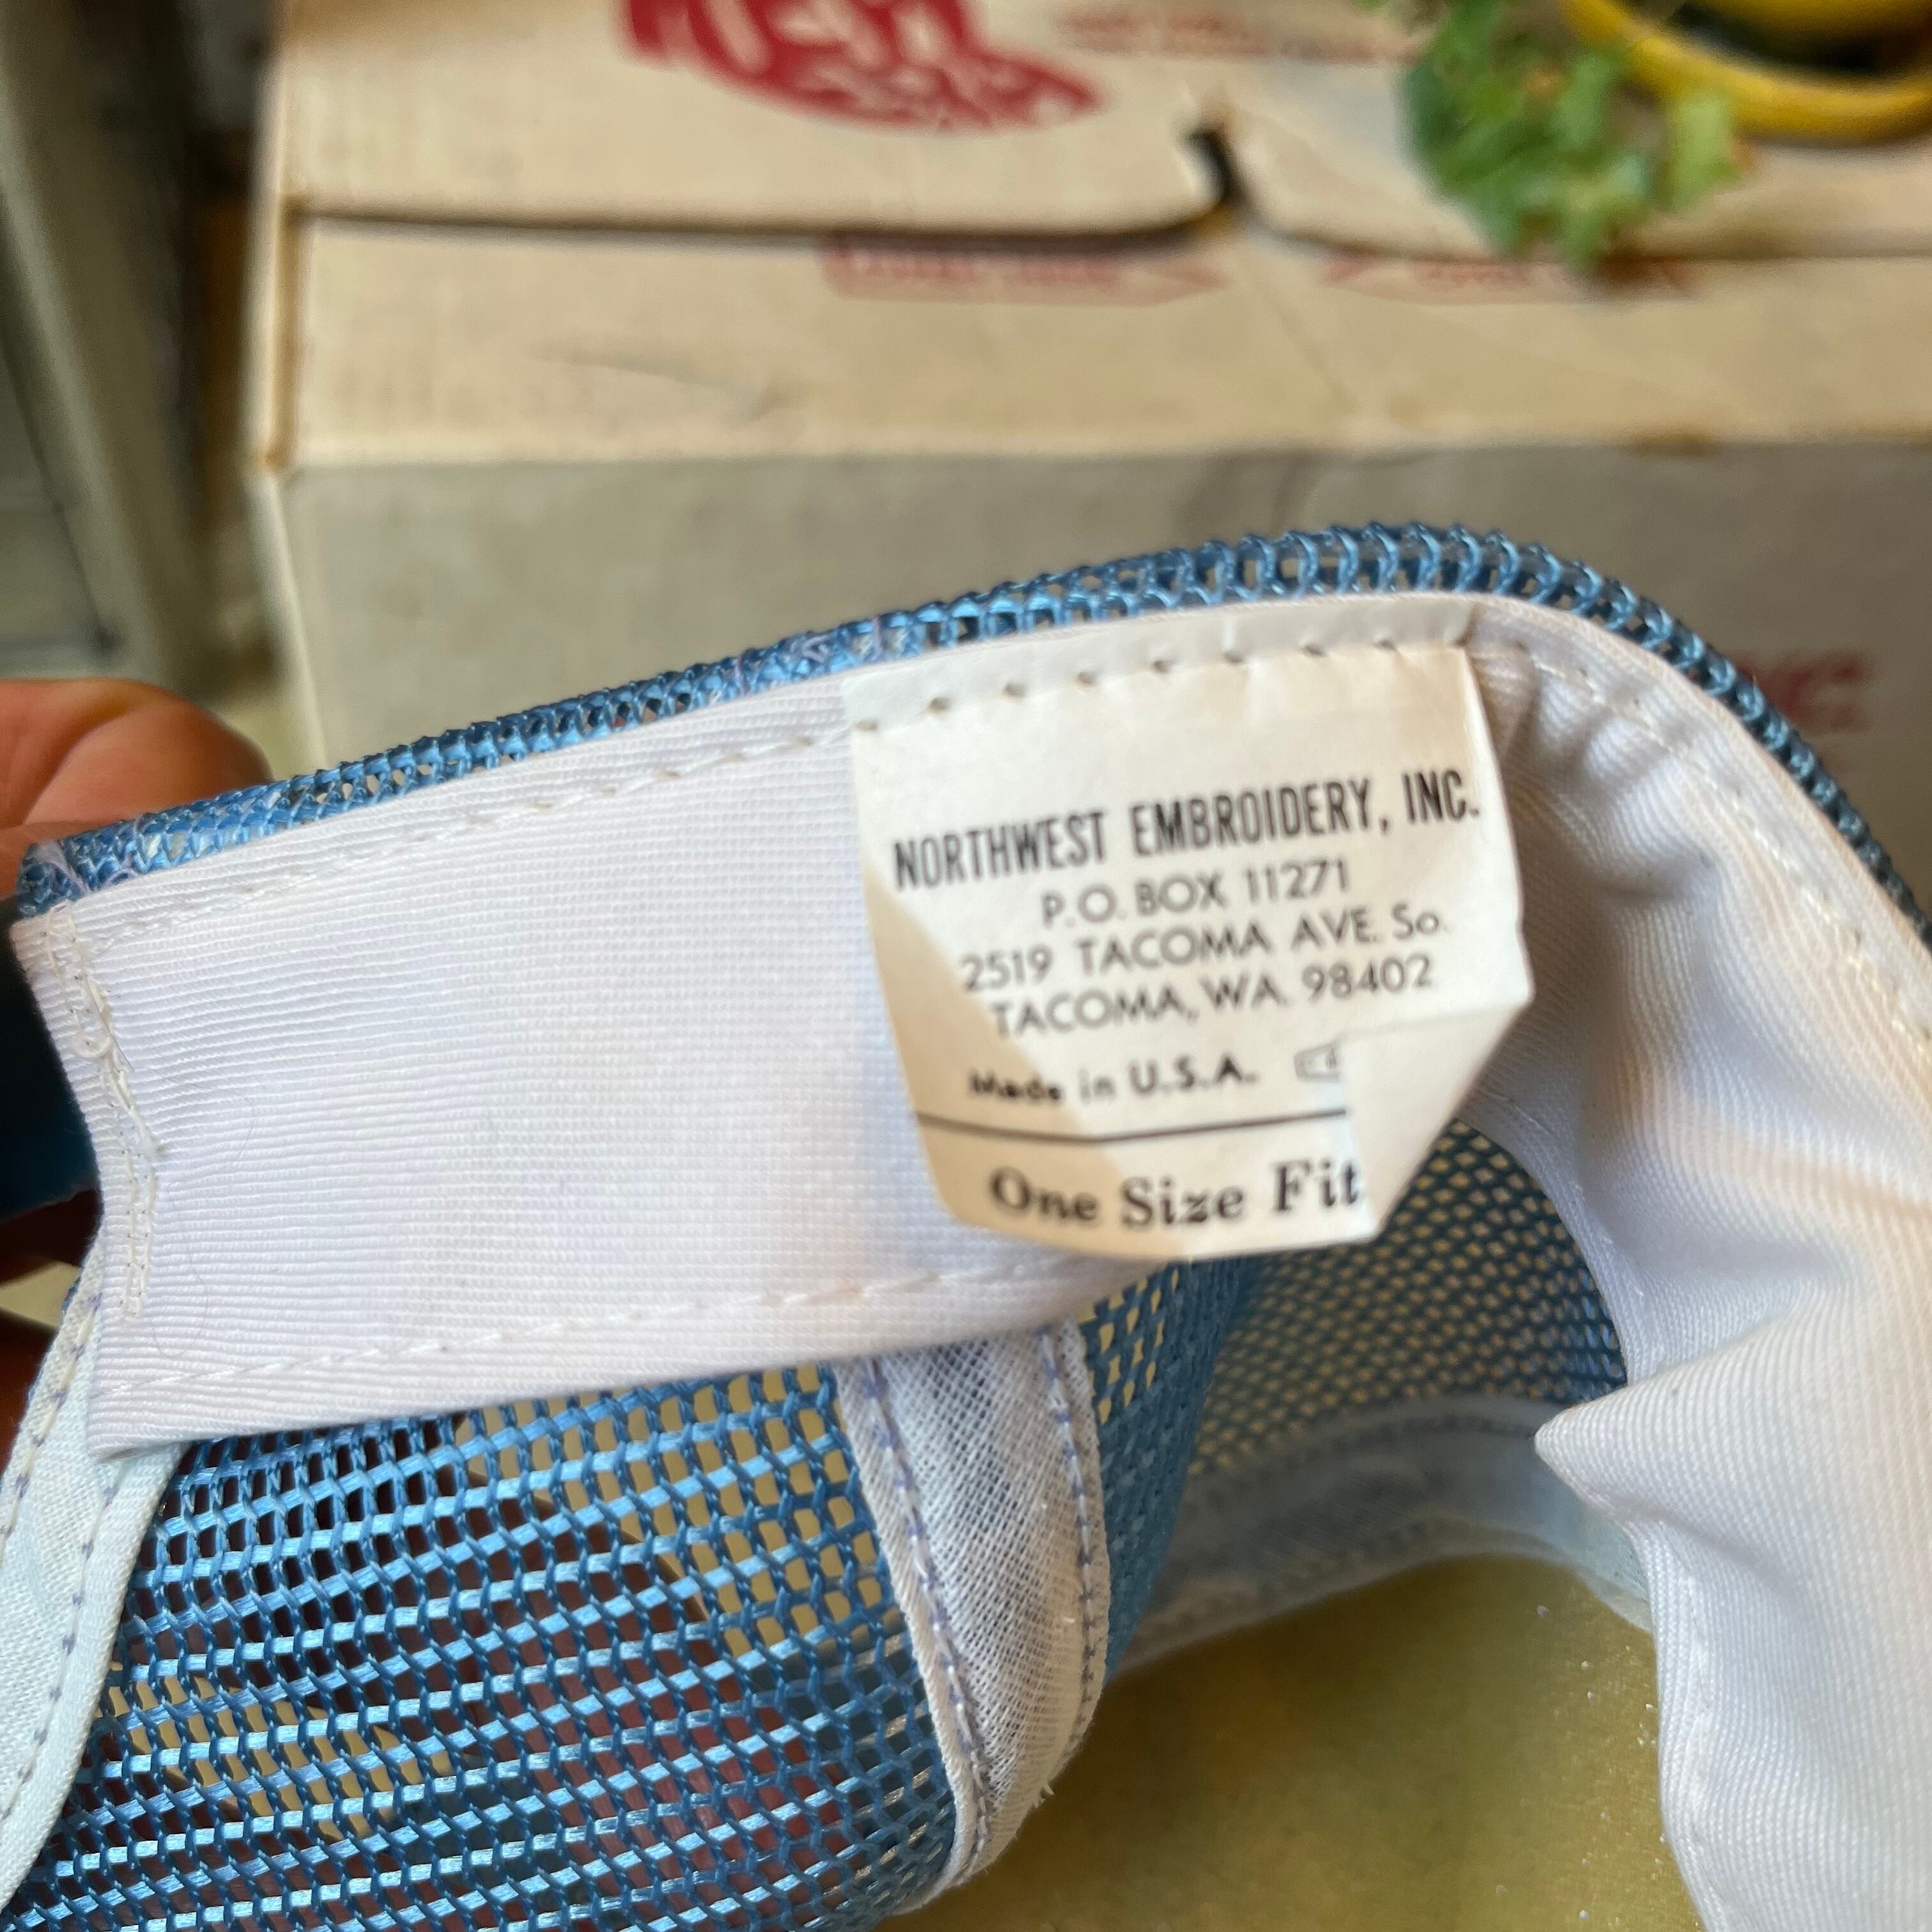 NORTHWEST EMBROIDERY, INC.
P.O. BOX 11271
2519 TACOMA AVE. So.
TACOMA, WA. 98402
Made in U.S.A.
One Size Fit